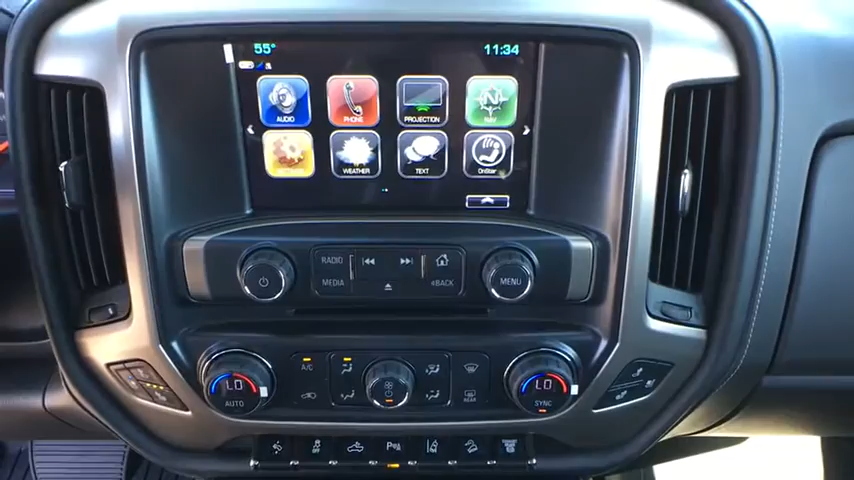 55° 11:34
AUDIO PHONE PROJECTION NAV
WEATHER TEXT OnStar
RADIO
MEDIA BACK MENU
A/C
LO LO
AUTO REAR SYNC
OFF